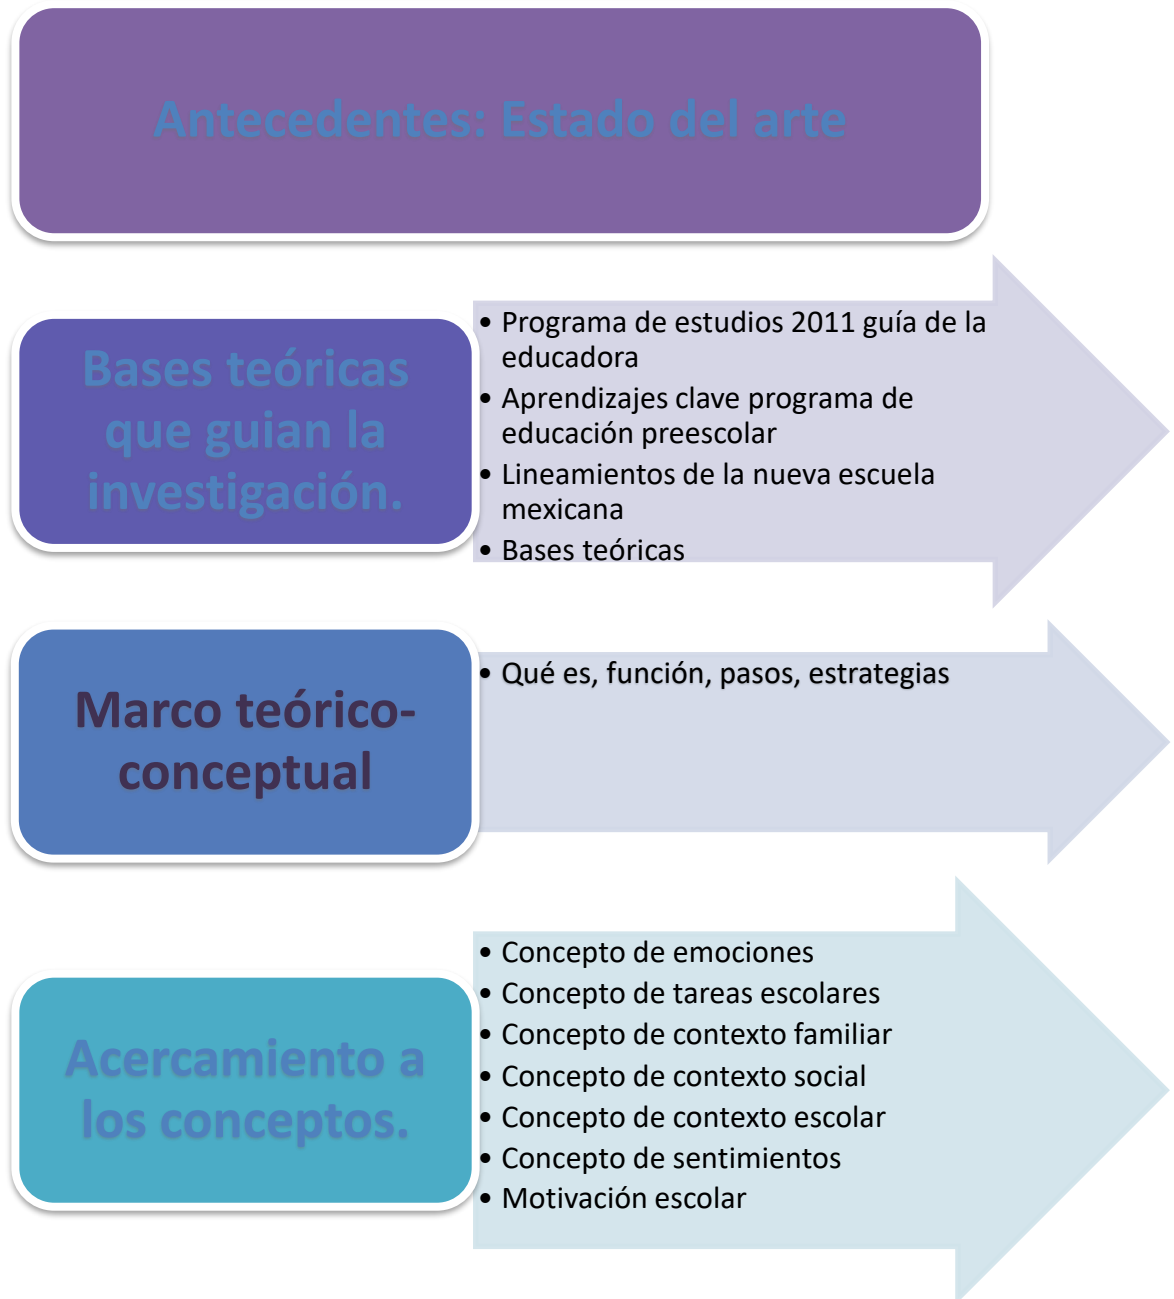 Antecedentes: Estado del arte
Bases teóricas
que guian la
investigación.
• Programa de estudios 2011 guía de la
educadora
• Aprendizajes clave programa de
educación preescolar
• Lineamientos de la nueva escuela
mexicana
• Bases teóricas
Marco teórico-
conceptual
• Qué es, función, pasos, estrategias
Acercamiento a
los conceptos.
• Concepto de emociones
• Concepto de tareas escolares
• Concepto de contexto familiar
• Concepto de contexto social
• Concepto de contexto escolar
• Concepto de sentimientos
• Motivación escolar